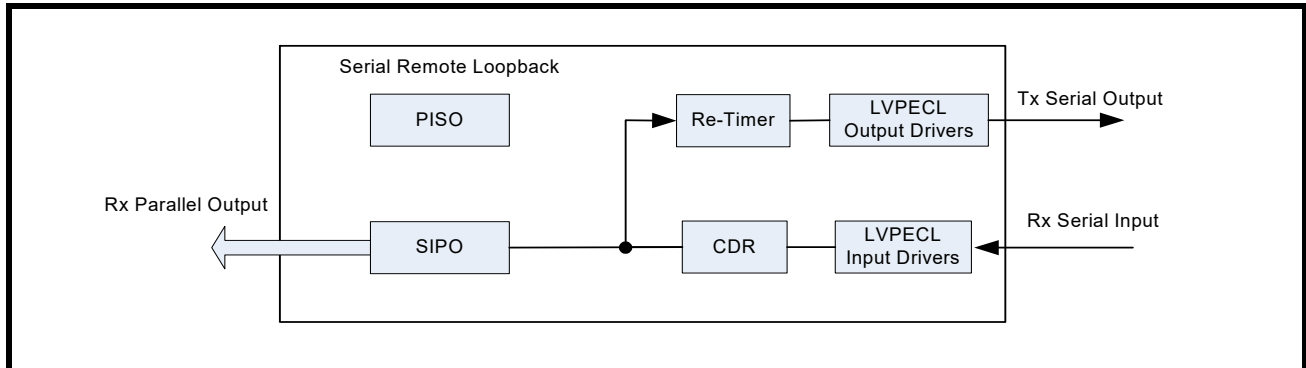 Serial Remote Loopback
PISO
Re-Timer
LVPECL
Output Drivers
Tx Serial Output
Rx Parallel Output
SIPO
CDR
LVPECL
Input Drivers
Rx Serial Input